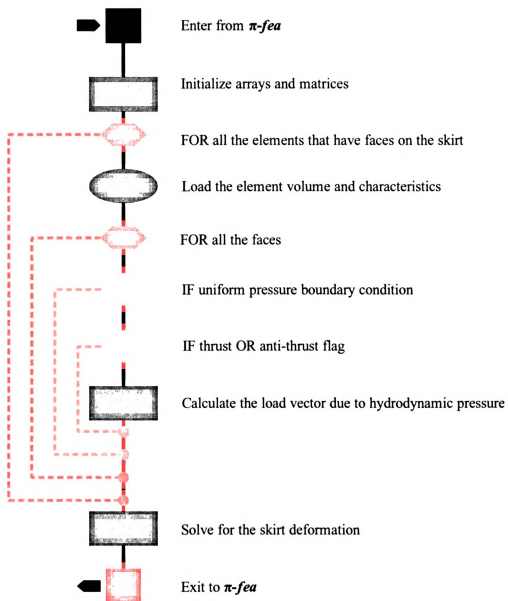 Enter from π-fea
Initialize arrays and matrices
FOR all the elements that have faces on the skirt
Load the element volume and characteristics
FOR all the faces
IF uniform pressure boundary condition
IF thrust OR anti-thrust flag
Calculate the load vector due to hydrodynamic pressure
Solve for the skirt deformation
Exit to π-fea